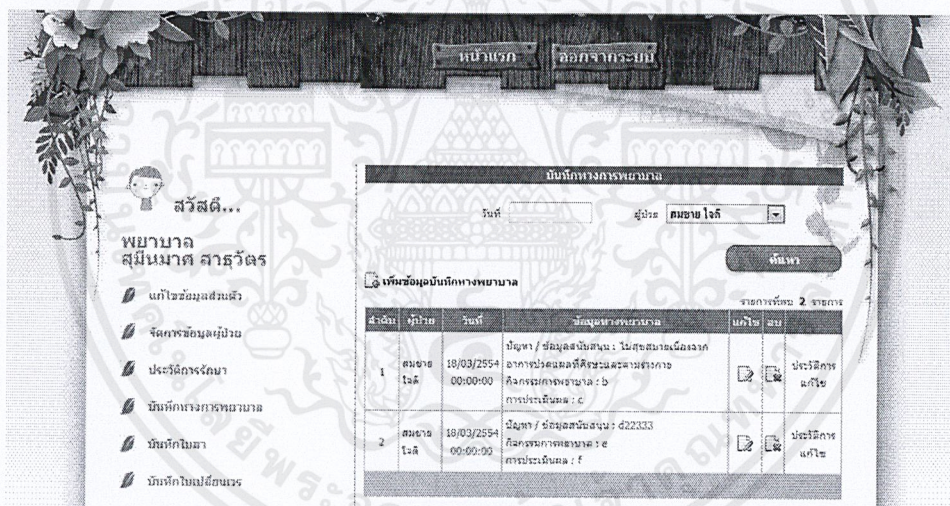 หน้าแรก
ออกจากระบบ
สวัสดี...
พยาบาล
สุมีนมาศ สาธุวัตร
แก้ไขข้อมูลส่วนตัว
จัดการข้อมูลผู้ป่วย
ประวัติการรักษา
บันทึกทางการพยาบาล
บันทึกใบยา
บันทึกใบเปลี่ยนเวร
บันทึกทางการพยาบาล
วันที่ ผู้ป่วย สมชาย ใจดี
ค้นหา
เพิ่มข้อมูลบันทึกทางพยาบาล
รายการที่พบ 2 รายการ
ลำดับ ผู้ป่วย วันที่ ข้อมูลทางพยาบาล แก้ไข ลบ
1 สมชาย ใจดี 18/03/2554 00:00:00
ปัญหา / ข้อมูลสนับสนุน : ไม่สุขสบายเนื่องจาก
อาการปวดแผลที่ศีรษะและตามร่างกาย
กิจกรรมการพยาบาล : b
การประเมินผล : c
ประวัติการ
แก้ไข
2 สมชาย ใจดี 18/03/2554 00:00:00
ปัญหา / ข้อมูลสนับสนุน : d22333
กิจกรรมการพยาบาล : e
การประเมินผล : f
ประวัติการ
แก้ไข